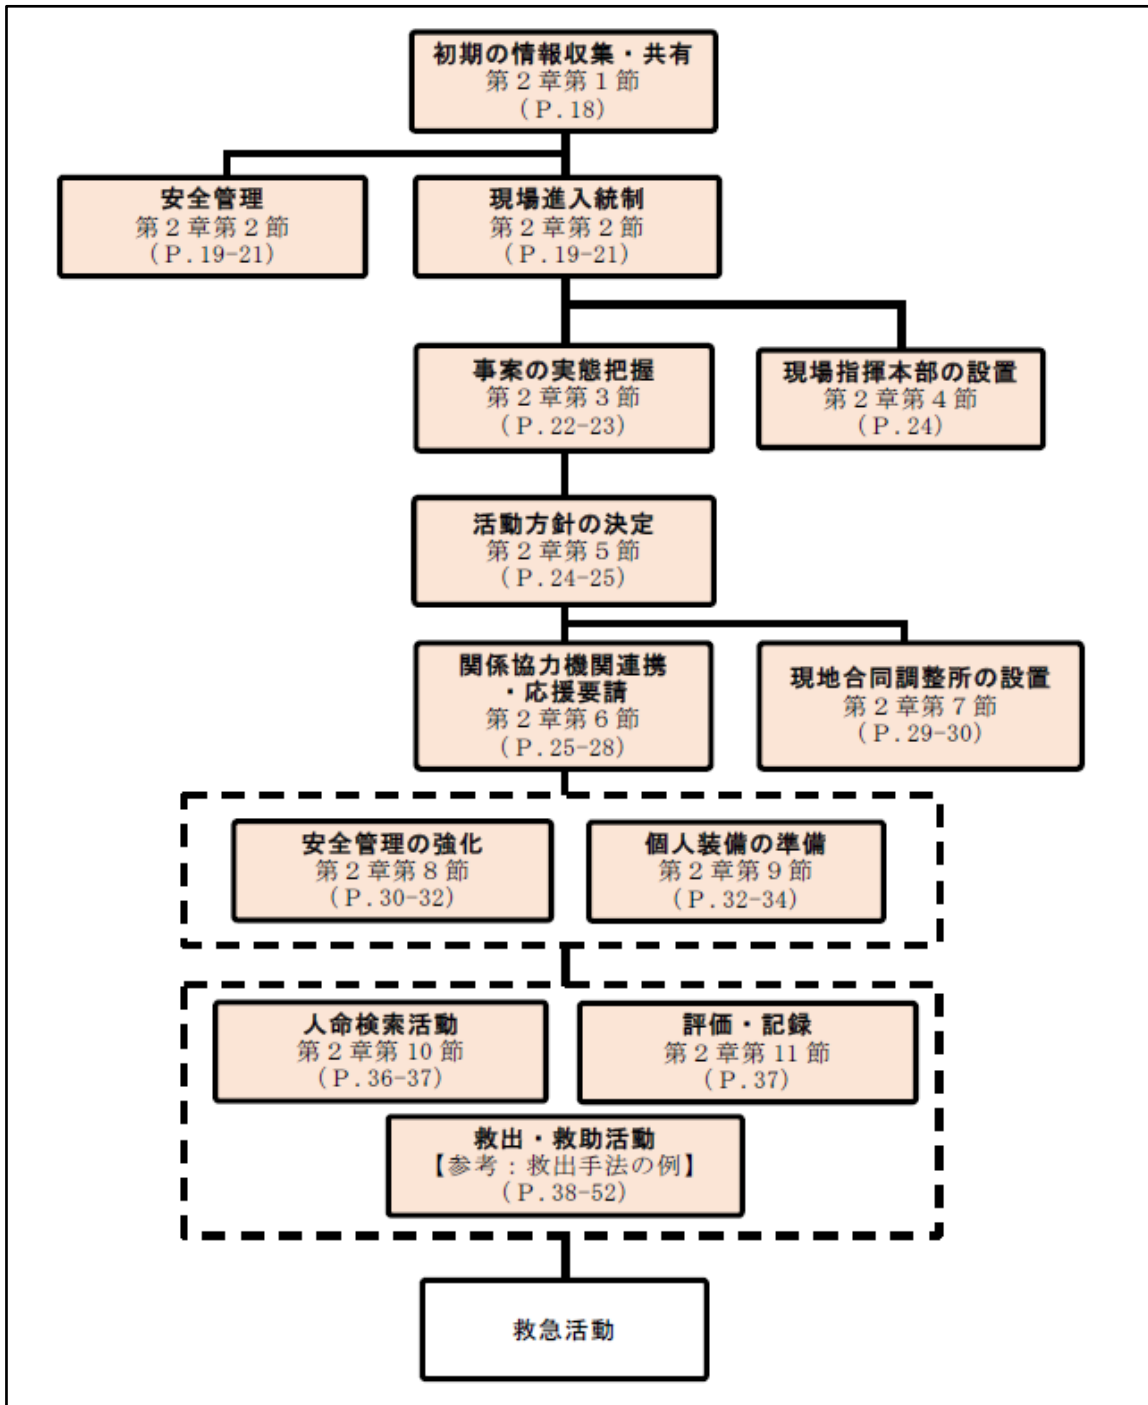 初期の情報収集・共有
第２章第１節
(Ｐ.18)
安全管理
第２章第２節
(Ｐ.19-21)
現場進入統制
第２章第２節
(Ｐ.19-21)
事案の実態把握
第２章第３節
(Ｐ.22-23)
現場指揮本部の設置
第２章第４節
(Ｐ.24)
活動方針の決定
第２章第５節
(Ｐ.24-25)
関係協力機関連携
・応援要請
第２章第６節
(Ｐ.25-28)
現地合同調整所の設置
第２章第７節
(Ｐ.29-30)
安全管理の強化
第２章第８節
(Ｐ.30-32)
個人装備の準備
第２章第９節
(Ｐ.32-34)
人命検索活動
第２章第10節
(Ｐ.36-37)
評価・記録
第２章第11節
(Ｐ.37)
救出・救助活動
【参考：救出手法の例】
(Ｐ.38-52)
救急活動